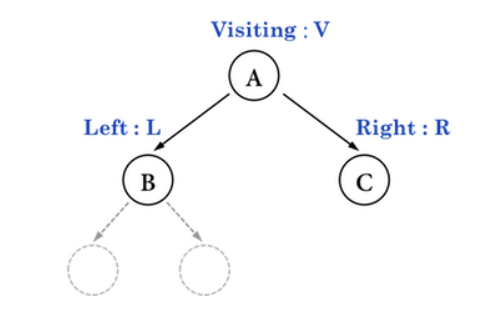 Visiting : V
A
Left : L
Right : R
B
C